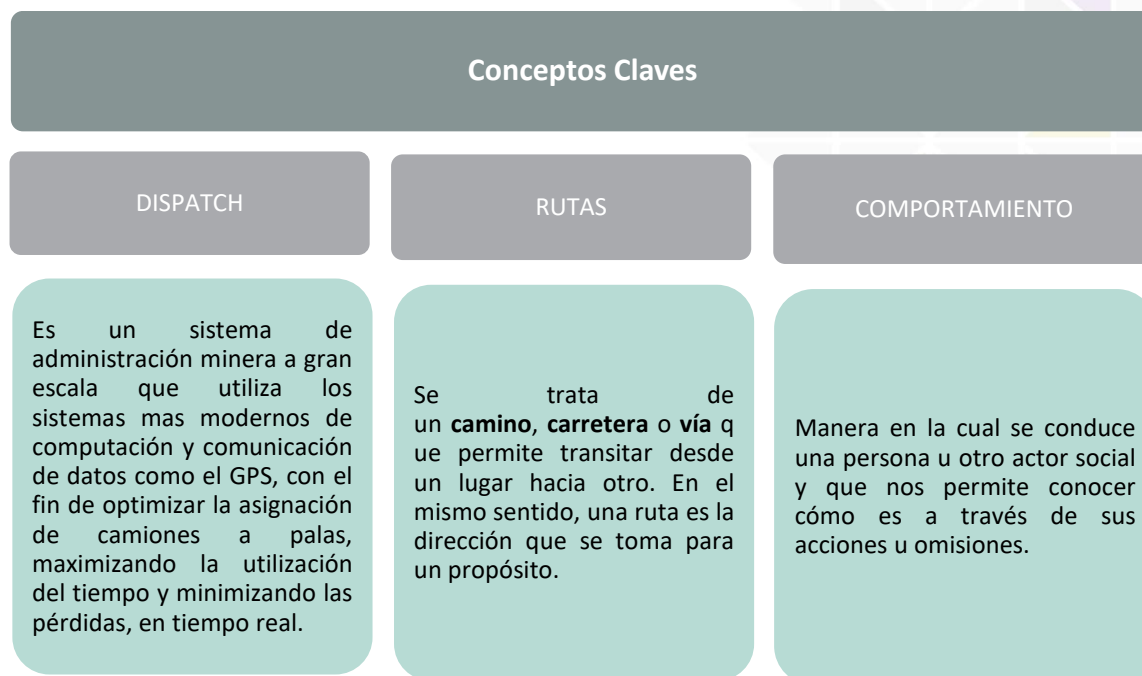 Conceptos Claves
DISPATCH
Es un sistema de
administración minera a gran
escala que utiliza los
sistemas mas modernos de
computación y comunicación
de datos como el GPS, con el
fin de optimizar la asignación
de camiones a palas,
maximizando la utilización
del tiempo y minimizando las
pérdidas, en tiempo real.
RUTAS
Se trata de
un camino, carretera o vía q
ue permite transitar desde
un lugar hacia otro. En el
mismo sentido, una ruta es la
dirección que se toma para
un propósito.
COMPORTAMIENTO
Manera en la cual se conduce
una persona u otro actor social
y que nos permite conocer
cómo es a través de sus
acciones u omisiones.